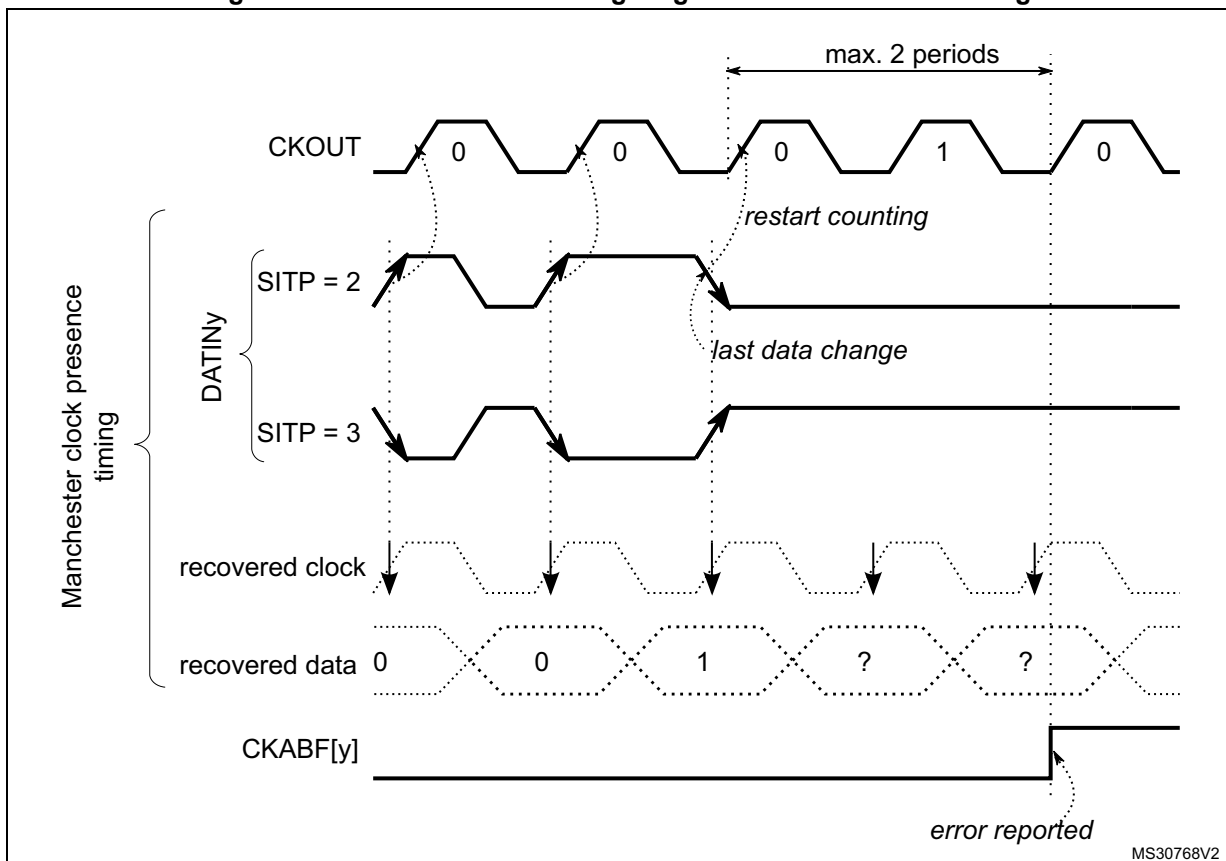 max. 2 periods
CKOUT
0 0 0 1 0
restart counting
SITP = 2
last data change
DATINy
SITP = 3
Manchester clock presence
timing
recovered clock
recovered data
0 0 1 ? ?
CKABF[y]
error reported
MS30768V2